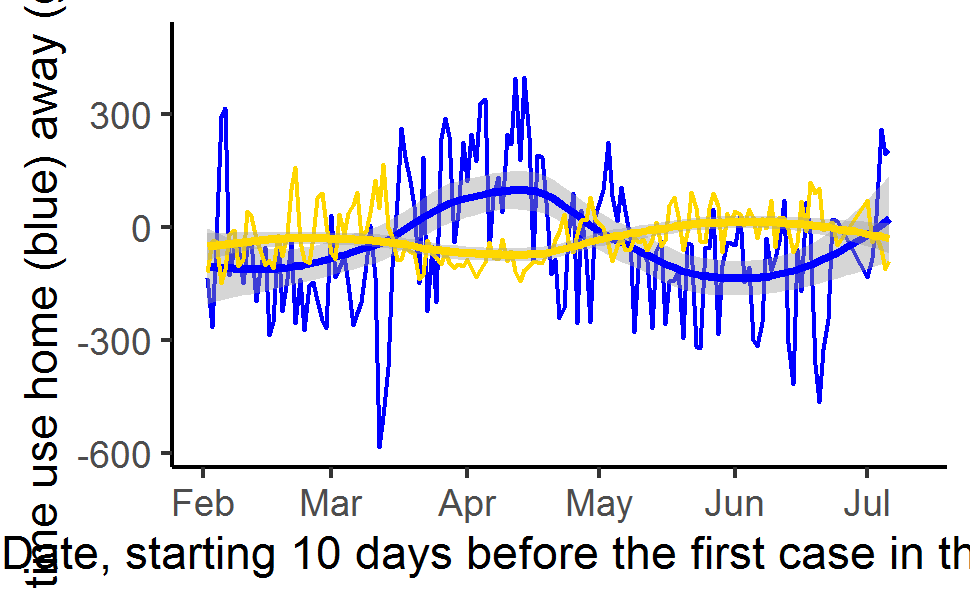 time use home (blue) away (
300
0
-300
-600
Feb Mar Apr May Jun Jul
Date, starting 10 days before the first case in th